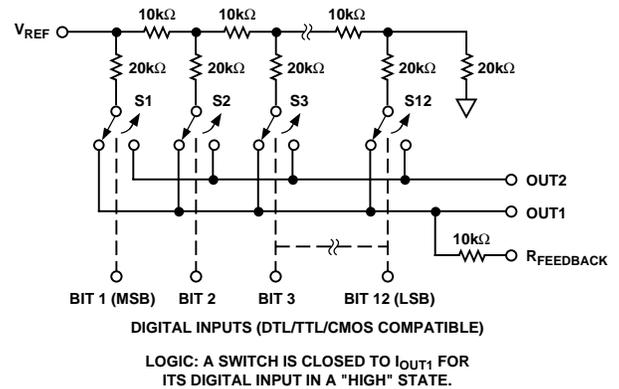 10kΩ 10kΩ 10kΩ
VREF
20kΩ 20kΩ 20kΩ 20kΩ 20kΩ
S1 S2 S3 S12
OUT2
OUT1
10kΩ
RFEEDBACK
BIT 1 (MSB) BIT 2 BIT 3 BIT 12 (LSB)
DIGITAL INPUTS (DTL/TTL/CMOS COMPATIBLE)
LOGIC: A SWITCH IS CLOSED TO IOUT1 FOR
ITS DIGITAL INPUT IN A "HIGH" STATE.